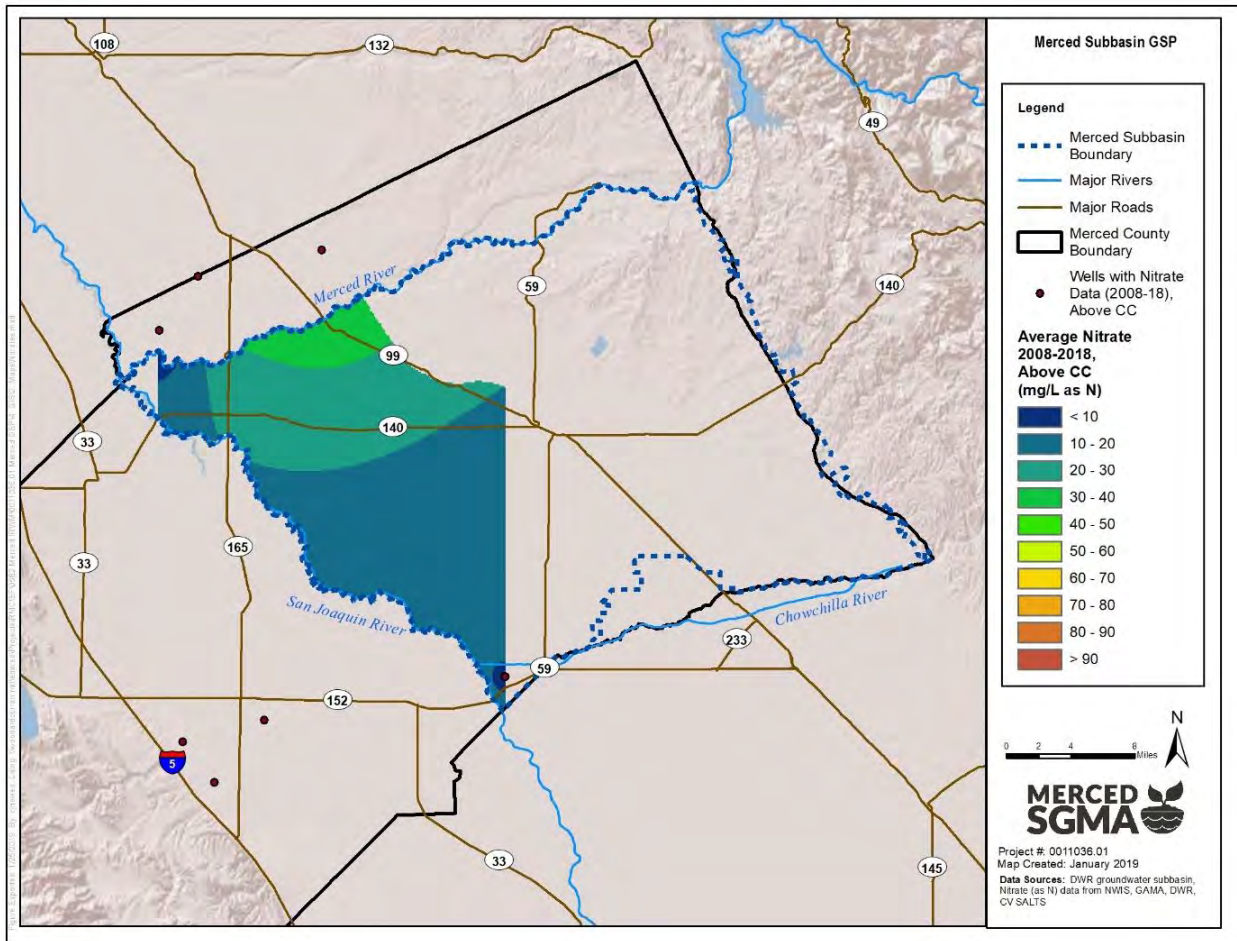 Merced Subbasin GSP
Legend
Merced Subbasin
Boundary
Major Rivers
Major Roads
Merced County
Boundary
Wells with Nitrate
Data (2008-18),
Above CC
Average Nitrate
2008-2018,
Above CC
(mg/L as N)
< 10
10 - 20
20 - 30
30 - 40
40 - 50
50 - 60
60 - 70
70 - 80
80 - 90
> 90
N
0 2 4 8
Miles
MERCED
SGMA
Project #: 0011036.01
Map Created: January 2019
Data Sources: DWR groundwater subbasin,
Nitrate (as N) data from NWIS, GAMA, DWR,
CV SALTS
108
132
49
Merced River
59
140
99
140
33
165
33
San Joaquin River
Chowchilla River
233
59
152
5
33
145